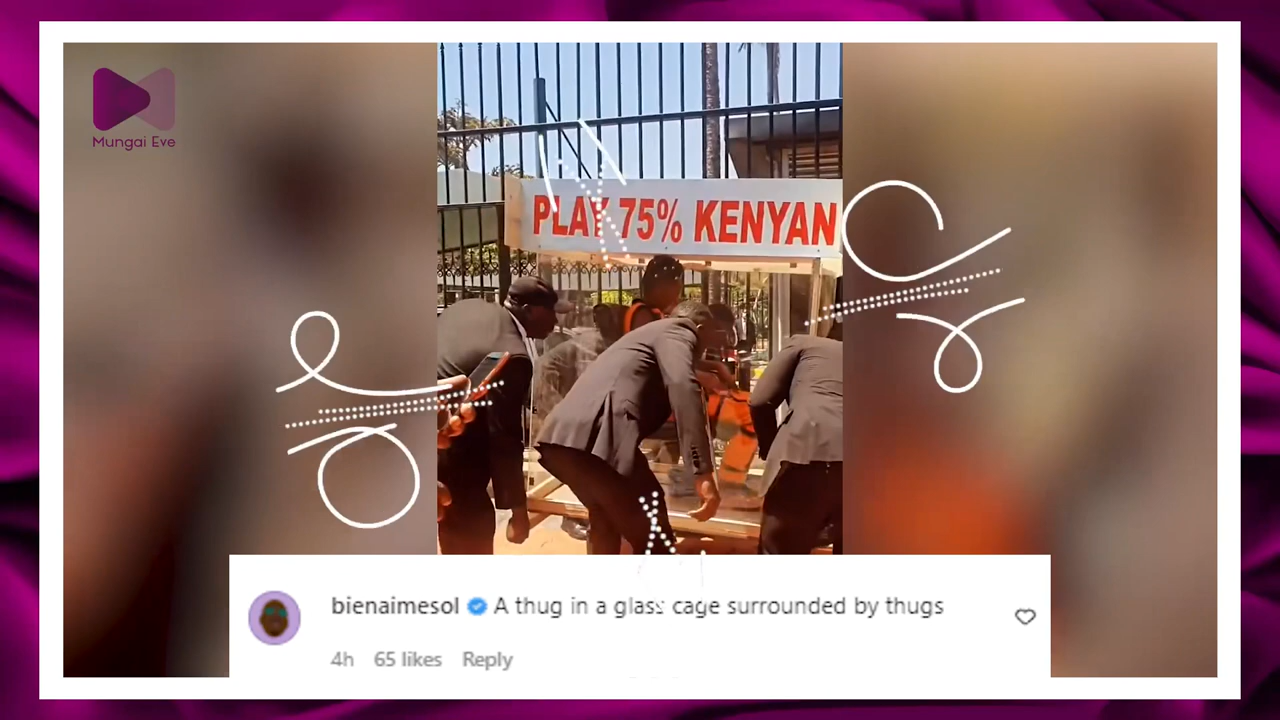 Mungai Eve
PLAY 75% KENYAN
bienaimesol A thug in a glass cage surrounded by thugs
4h 65 likes Reply